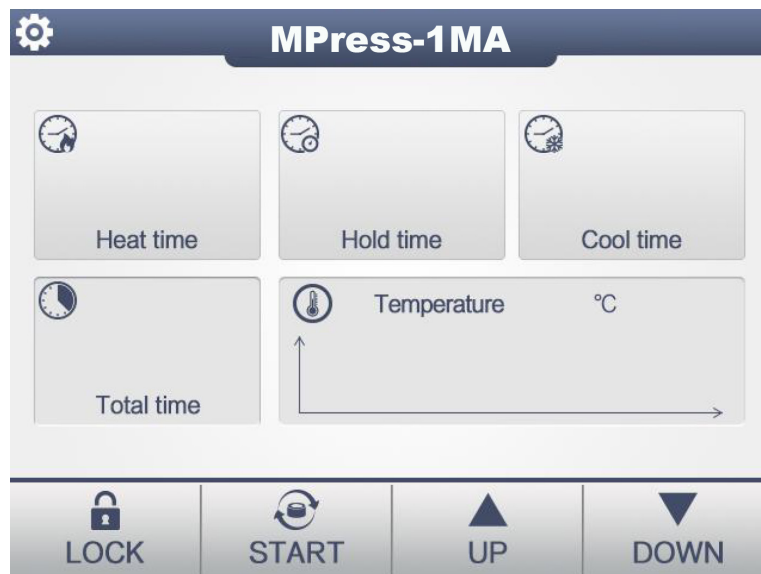 MPress-1MA
Heat time
Hold time
Cool time
Total time
Temperature °C
LOCK
START
UP
DOWN